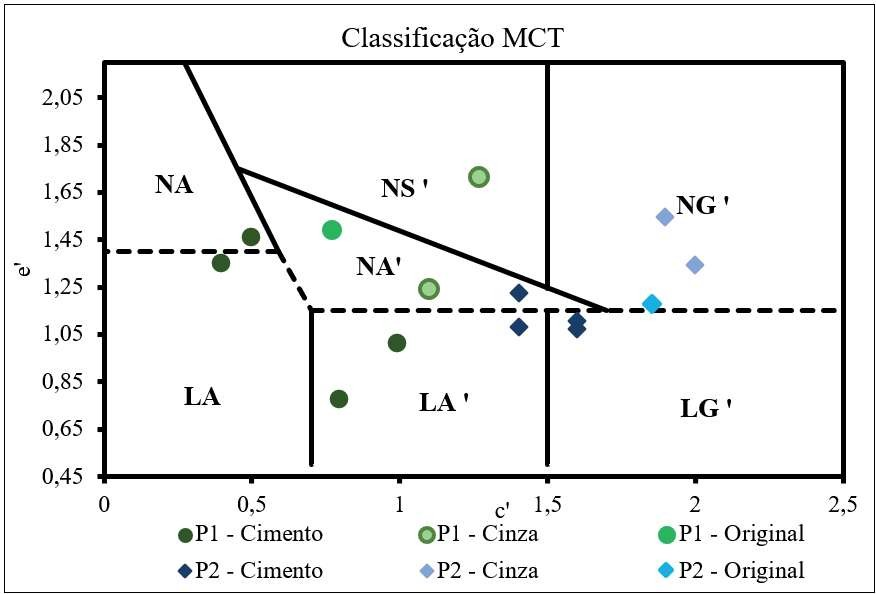 Classificação MCT
2,05
1,85
1,65
1,45
1,25
1,05
0,85
0,65
0,45
e'
NA
NS '
NG '
NA'
LA
LA '
LG '
0
0,5
1
1,5
2
2,5
c'
P1 - Cimento
P1 - Cinza
P1 - Original
P2 - Cimento
P2 - Cinza
P2 - Original